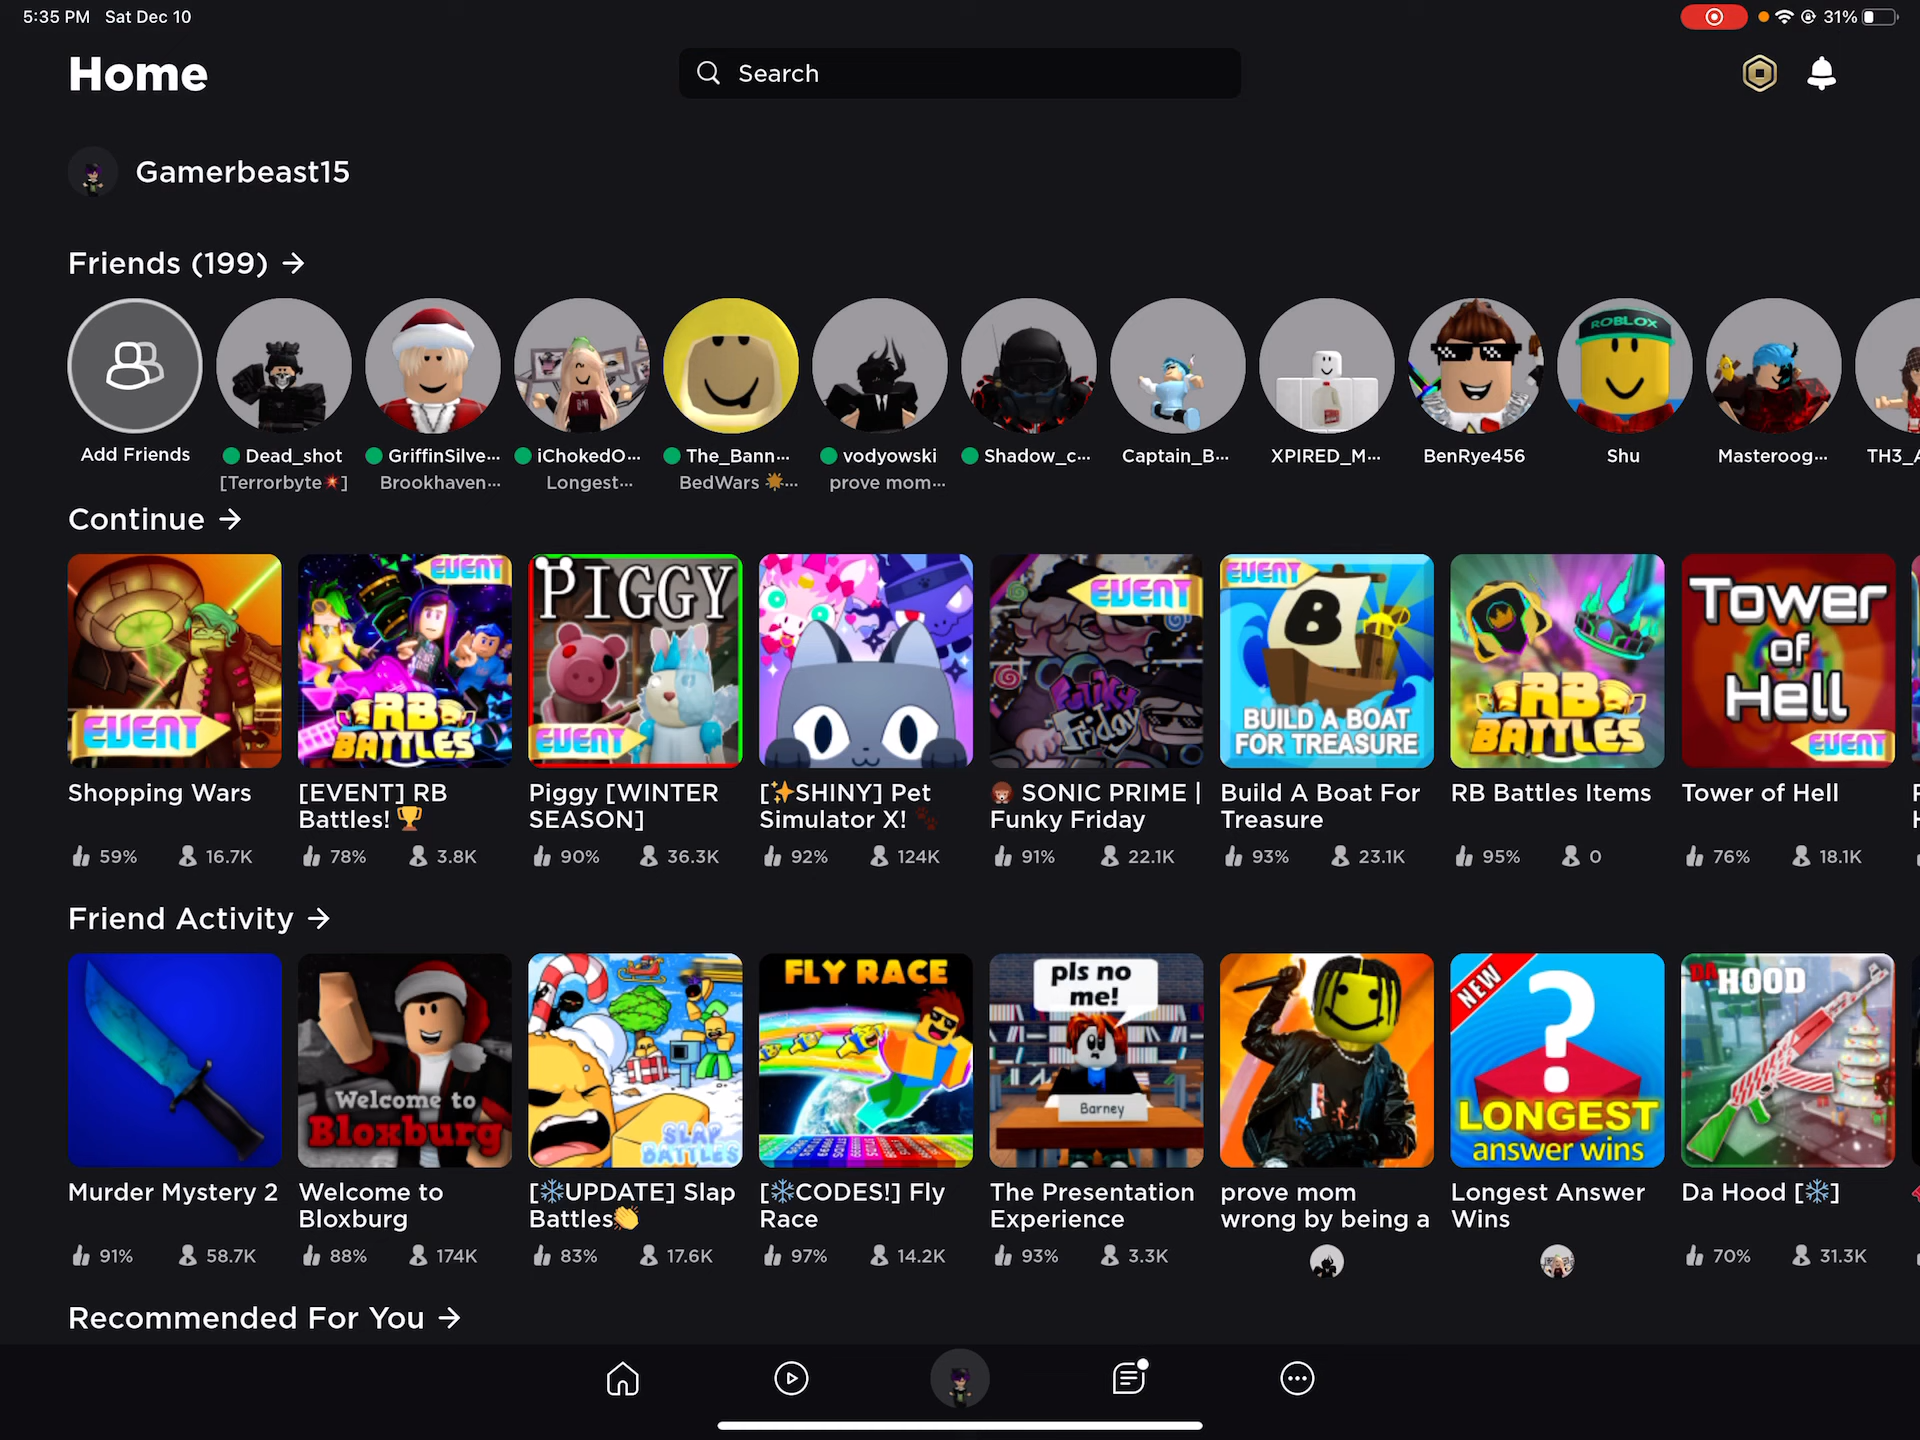 5:35 PM Sat Dec 10
31%
Home
Search
Gamerbeast15
Friends (199) →
Add Friends
Dead_shot
[Terrorbyte💥]
GriffinSilve...
Brookhaven...
iChokedO...
Longest...
The_Bann...
BedWars ...
vodyowski
prove mom...
Shadow_c...
Captain_B...
XPIRED_M...
BenRye456
ROBLOX
Shu
Masteroog...
TH3_A
Continue →
EVENT
EVENT
RB
BATTLES
PIGGY
EVENT
EVENT
Funky
Friday
EVENT
B
BUILD A BOAT
FOR TREASURE
RB
BATTLES
Tower
of
Hell
EVENT
Shopping Wars
59% 16.7K
[EVENT] RB
Battles! 🏆
78% 3.8K
Piggy [WINTER
SEASON]
90% 36.3K
[✨SHINY] Pet
Simulator X! 🐾
92% 124K
SONIC PRIME |
Funky Friday
91% 22.1K
Build A Boat For
Treasure
93% 23.1K
RB Battles Items
95% 0
Tower of Hell
76% 18.1K
Friend Activity →
Welcome to
Bloxburg
SLAP
BATTLES
FLY RACE
pls no
me!
Barney
NEW
?
LONGEST
answer wins
DA HOOD
Murder Mystery 2
91% 58.7K
Welcome to
Bloxburg
88% 174K
[❄UPDATE] Slap
Battles👏
83% 17.6K
[❄CODES!] Fly
Race
97% 14.2K
The Presentation
Experience
93% 3.3K
prove mom
wrong by being a
Longest Answer
Wins
Da Hood [❄]
70% 31.3K
Recommended For You →